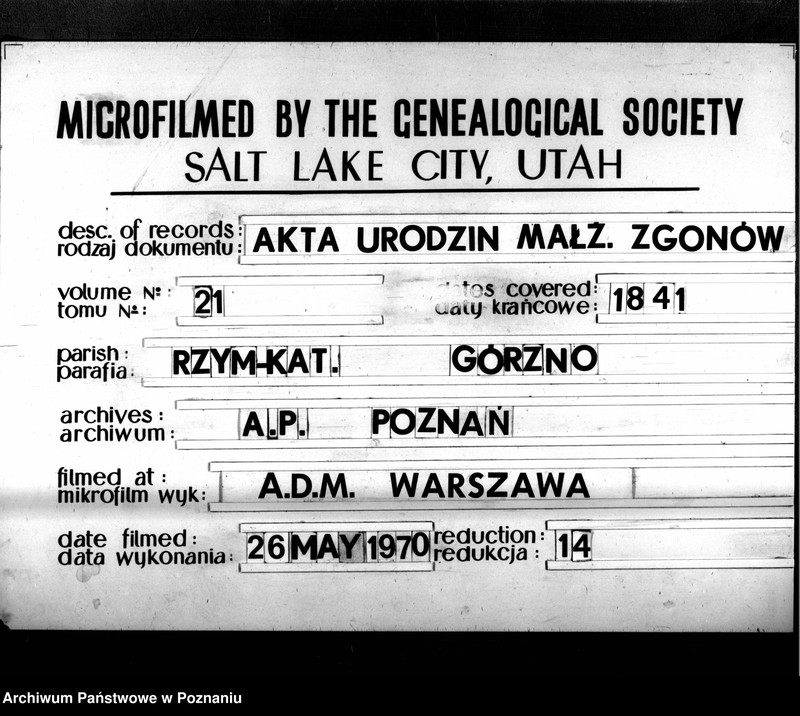 MICROFILMED BY THE GENEALOGICAL SOCIETY
SALT LAKE CITY, UTAH
desc. of records:
rodzaj dokumentu: AKTA URODZIN MAŁŻ. ZGONÓW
volume №: dates covered:
tomu №: 21 daty krańcowe: 1841
parish:
parafia: RZYM-KAT. GÓRZNO
archives:
archiwum: A.P. POZNAŃ
filmed at:
mikrofilm wyk: A.D.M. WARSZAWA
date filmed: reduction:
data wykonania: 26 MAY 1970 redukcja: 14
Archiwum Państwowe w Poznaniu